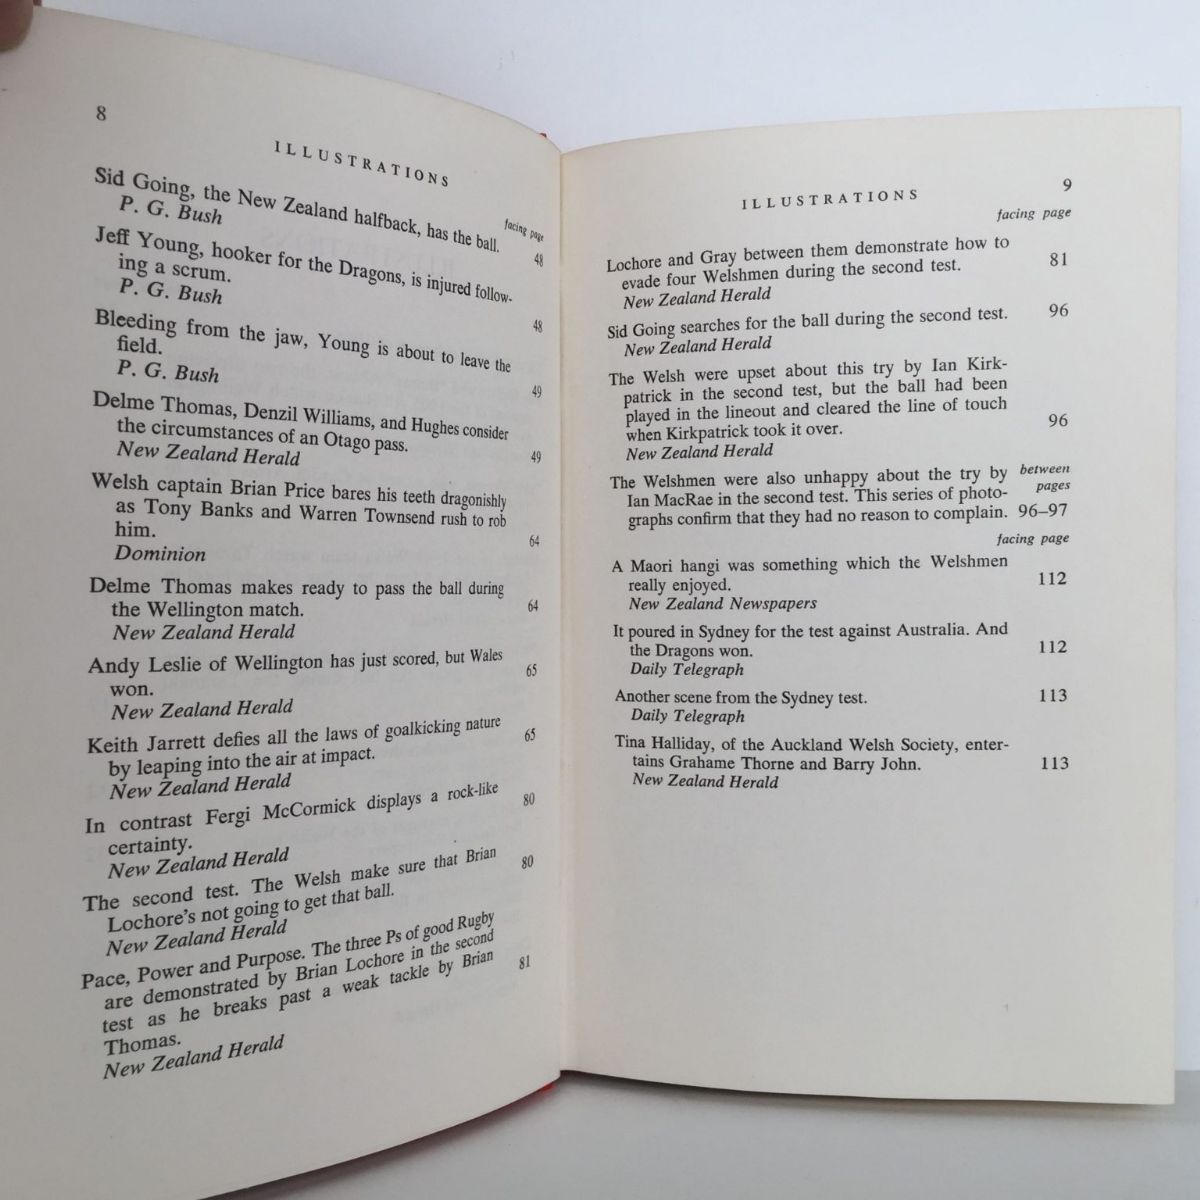 8
ILLUSTRATIONS
facing page
Sid Going, the New Zealand halfback, has the ball. 48
P. G. Bush
Jeff Young, hooker for the Dragons, is injured follow-
ing a scrum. 48
P. G. Bush
Bleeding from the jaw, Young is about to leave the
field. 49
P. G. Bush
Delme Thomas, Denzil Williams, and Hughes consider
the circumstances of an Otago pass. 49
New Zealand Herald
Welsh captain Brian Price bares his teeth dragonishly
as Tony Banks and Warren Townsend rush to rob
him. 64
Dominion
Delme Thomas makes ready to pass the ball during
the Wellington match. 64
New Zealand Herald
Andy Leslie of Wellington has just scored, but Wales
won. 65
New Zealand Herald
Keith Jarrett defies all the laws of goalkicking nature
by leaping into the air at impact. 65
New Zealand Herald
In contrast Fergi McCormick displays a rock-like
certainty. 80
New Zealand Herald
The second test. The Welsh make sure that Brian
Lochore's not going to get that ball. 80
New Zealand Herald
Pace, Power and Purpose. The three Ps of good Rugby
are demonstrated by Brian Lochore in the second
test as he breaks past a weak tackle by Brian
Thomas. 81
New Zealand Herald
9
ILLUSTRATIONS
facing page
Lochore and Gray between them demonstrate how to
evade four Welshmen during the second test. 81
New Zealand Herald
Sid Going searches for the ball during the second test. 96
New Zealand Herald
The Welsh were upset about this try by Ian Kirk-
patrick in the second test, but the ball had been
played in the lineout and cleared the line of touch
when Kirkpatrick took it over. 96
New Zealand Herald
The Welshmen were also unhappy about the try by between
Ian MacRae in the second test. This series of photo- pages
graphs confirm that they had no reason to complain. 96–97
facing page
A Maori hangi was something which the Welshmen
really enjoyed. 112
New Zealand Newspapers
It poured in Sydney for the test against Australia. And
the Dragons won. 112
Daily Telegraph
Another scene from the Sydney test. 113
Daily Telegraph
Tina Halliday, of the Auckland Welsh Society, enter-
tains Grahame Thorne and Barry John. 113
New Zealand Herald